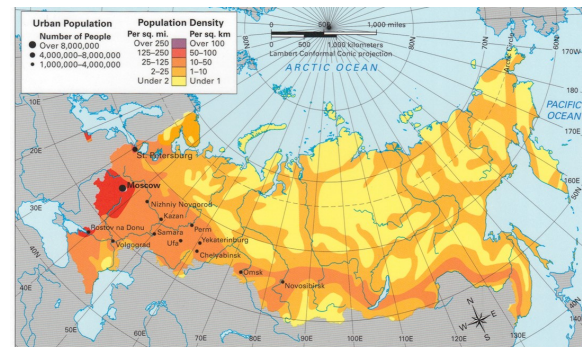 Urban Population
Number of People
Over 8,000,000
4,000,000–8,000,000
1,000,000–4,000,000
Population Density
Per sq. mi. Per sq. km
Over 250 Over 100
125–250 50–100
25–125 10–50
2–25 1–10
Under 2 Under 1
0 500 1,000 miles
0 500 1,000 kilometers
Lambert Conformal Conic projection
ARCTIC OCEAN
Arctic Circle
170W
180
PACIFIC
OCEAN
170E
160E
50N
10E
20E
30E
40N
St. Petersburg
Moscow
Nizhniy Novgorod
Kazan
Rostov na Donu
Samara
Perm
Volgograd
Ufa
Yekaterinburg
Chelyabinsk
Omsk
Novosibirsk
N
W E
S
40E
50E
60E
70E
80E
90E
100E
110E
120E
130E
140E